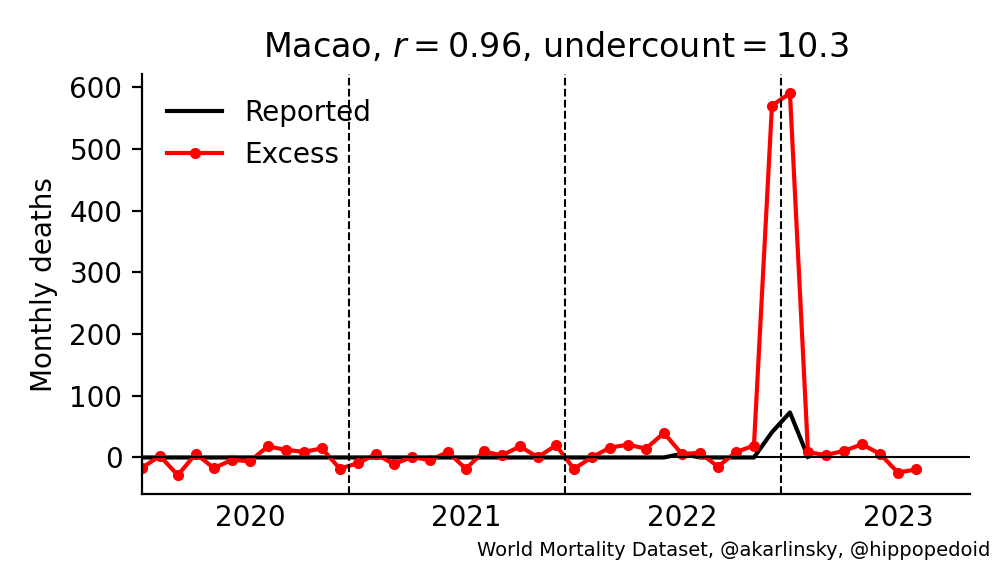 Macao, r = 0.96, undercount = 10.3
600
500
400
300
200
100
0
Monthly deaths
Reported
Excess
2020 2021 2022 2023
World Mortality Dataset, @akarlinsky, @hippopedoid